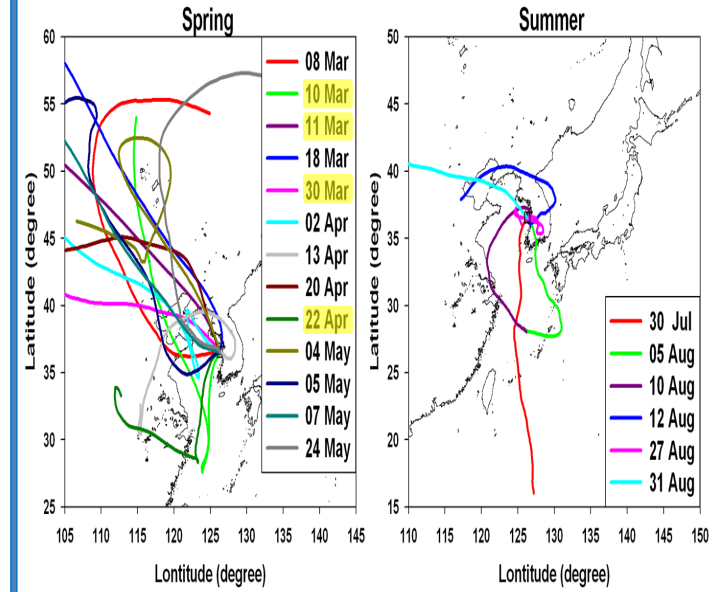 Spring
60
55
50
45
40
35
30
25
Latitude (degree)
105 110 115 120 125 130 135 140 145
Lontitude (degree)
08 Mar
10 Mar
11 Mar
18 Mar
30 Mar
02 Apr
13 Apr
20 Apr
22 Apr
04 May
05 May
07 May
24 May
Summer
50
45
40
35
30
25
20
15
Latitude (degree)
110 115 120 125 130 135 140 145 150
Lontitude (degree)
30 Jul
05 Aug
10 Aug
12 Aug
27 Aug
31 Aug